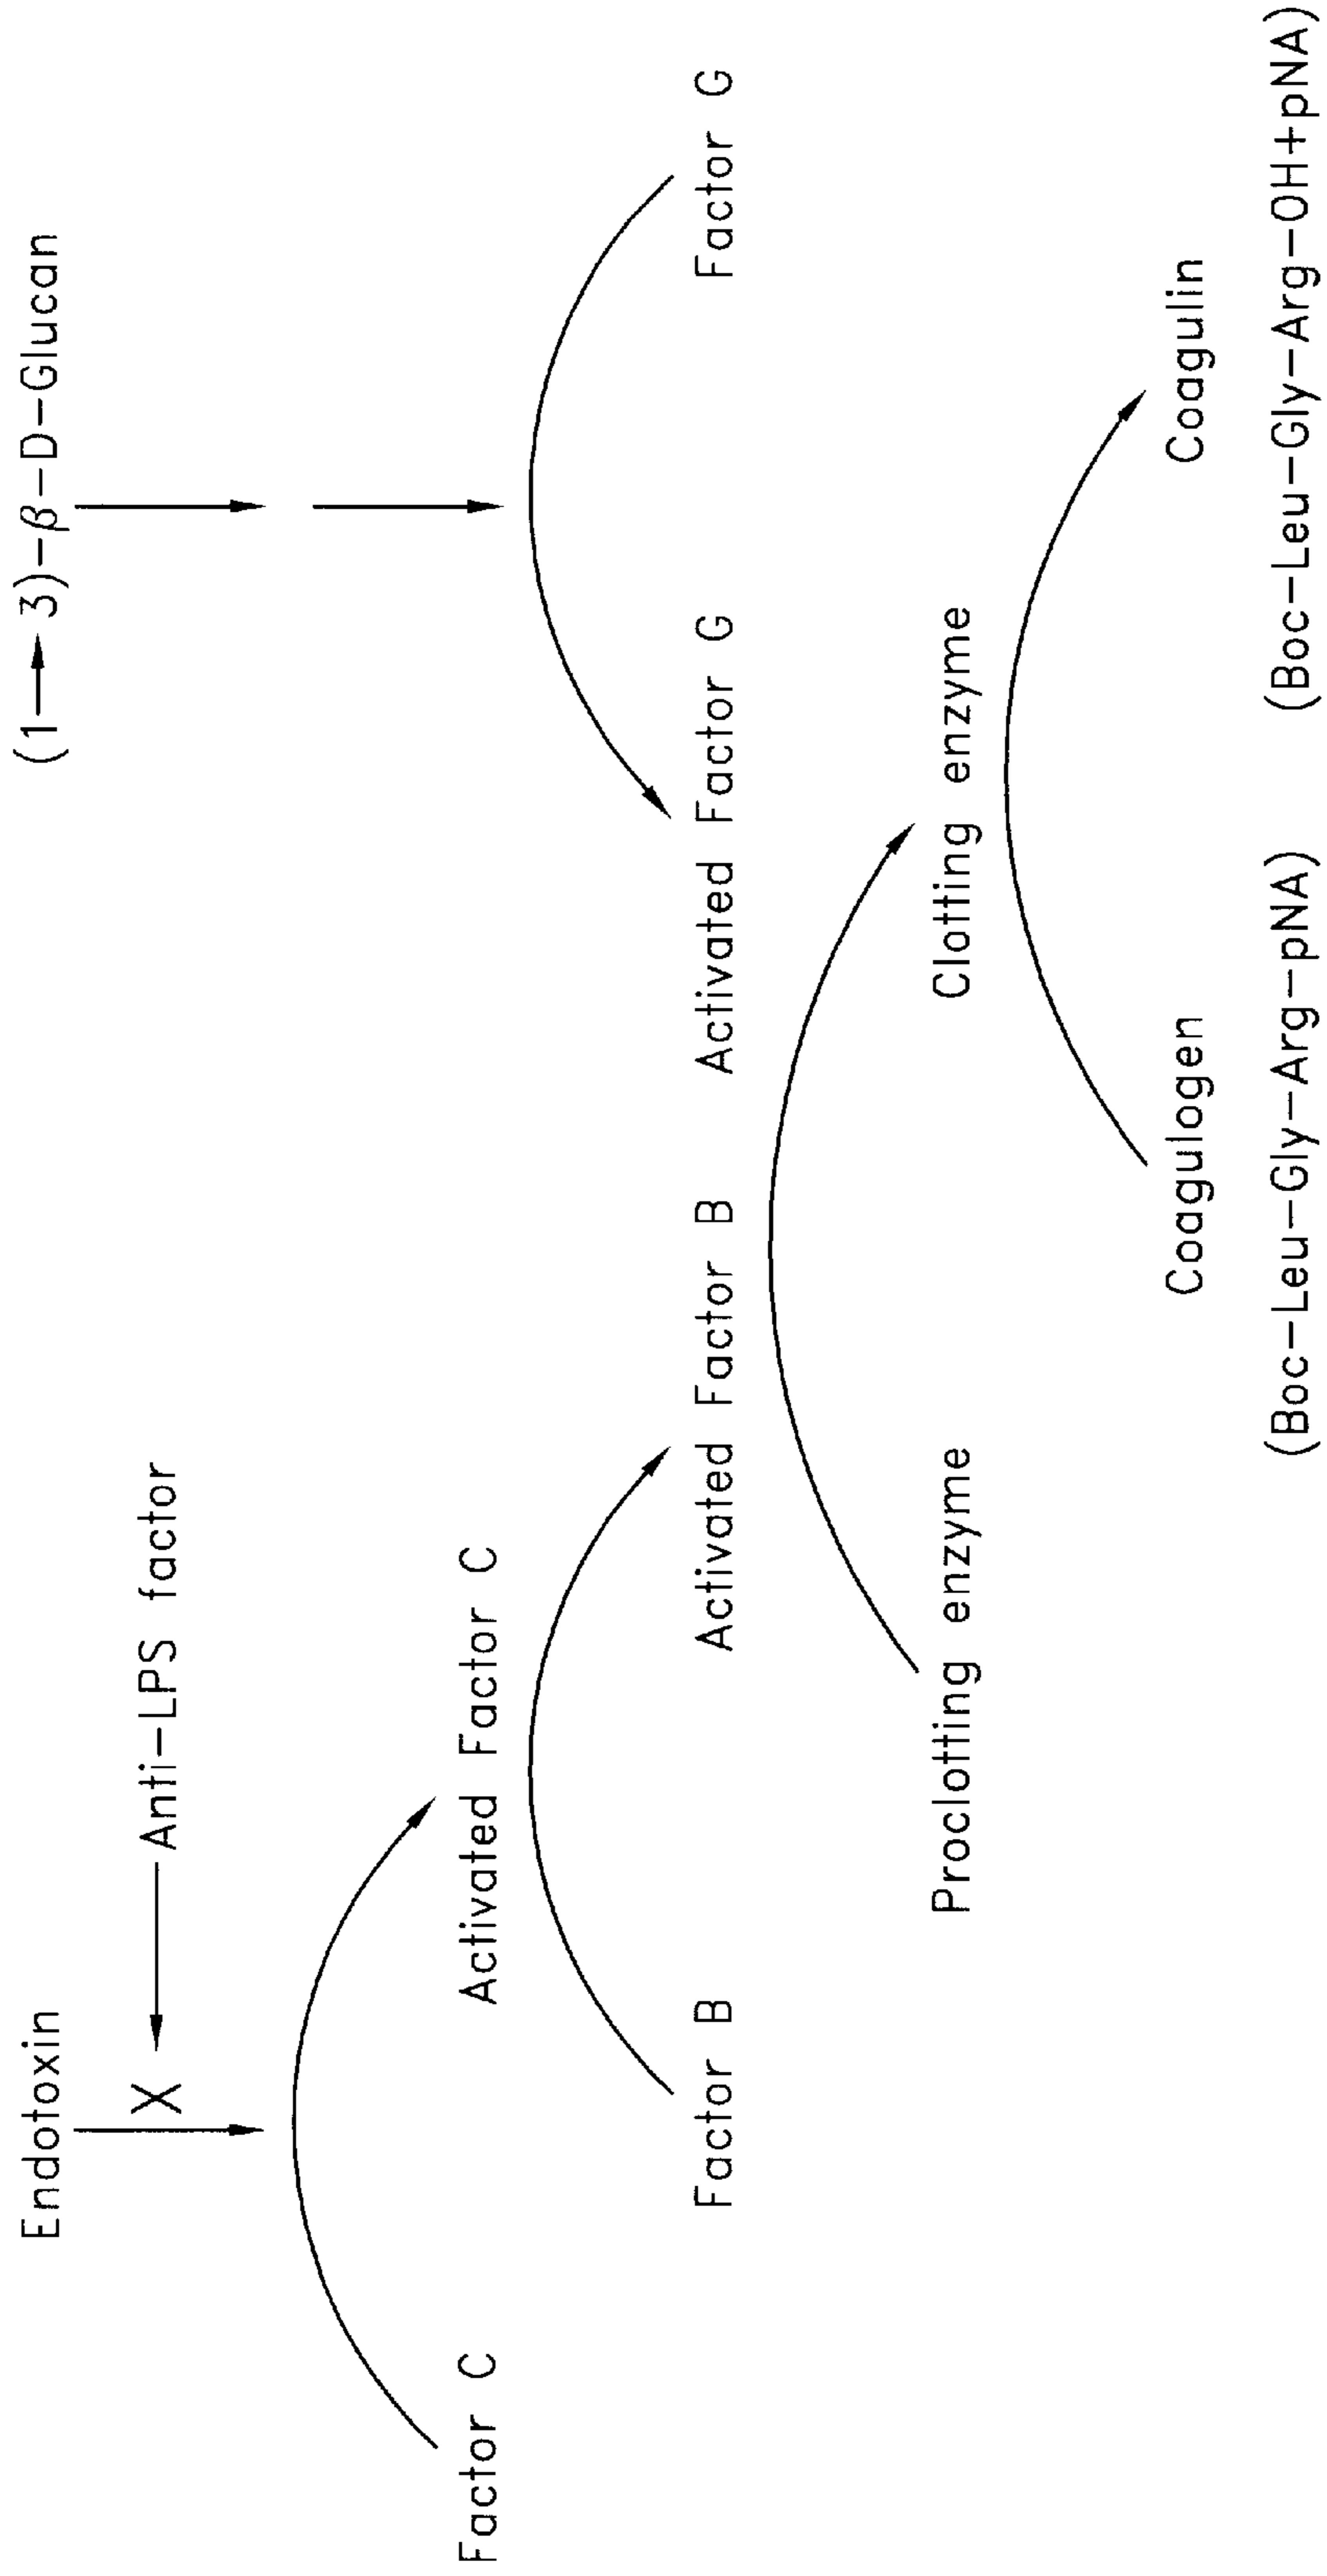 Endotoxin
(1→3)-β-D-Glucan
X
Anti-LPS factor
Factor C
Activated Factor C
Factor B
Activated Factor B
Activated Factor G
Factor G
Proclotting enzyme
Clotting enzyme
Coagulogen
Coagulin
(Boc-Leu-Gly-Arg-pNA)
(Boc-Leu-Gly-Arg-OH+pNA)